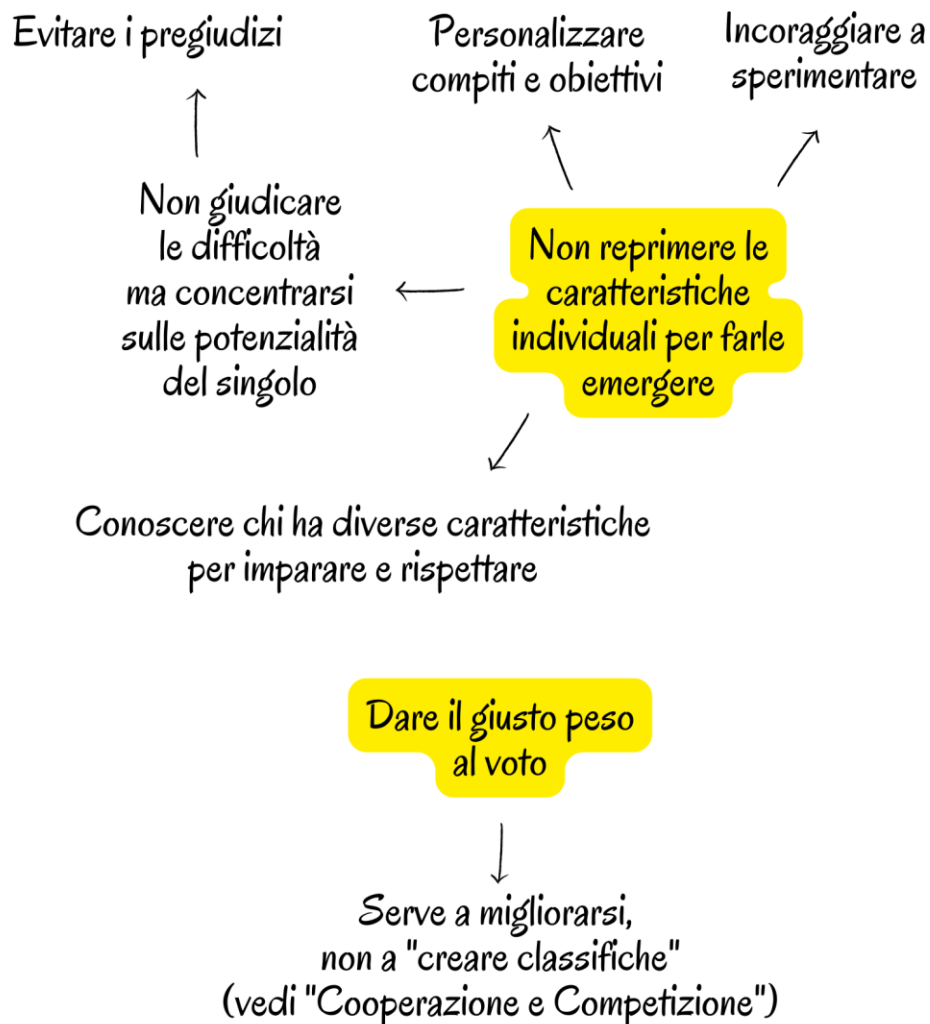 Evitare i pregiudizi
Personalizzare
compiti e obiettivi
Incoraggiare a
sperimentare
Non giudicare
le difficoltà
ma concentrarsi
sulle potenzialità
del singolo
Non reprimere le
caratteristiche
individuali per farle
emergere
Conoscere chi ha diverse caratteristiche
per imparare e rispettare
Dare il giusto peso
al voto
Serve a migliorarsi,
non a "creare classifiche"
(vedi "Cooperazione e Competizione")